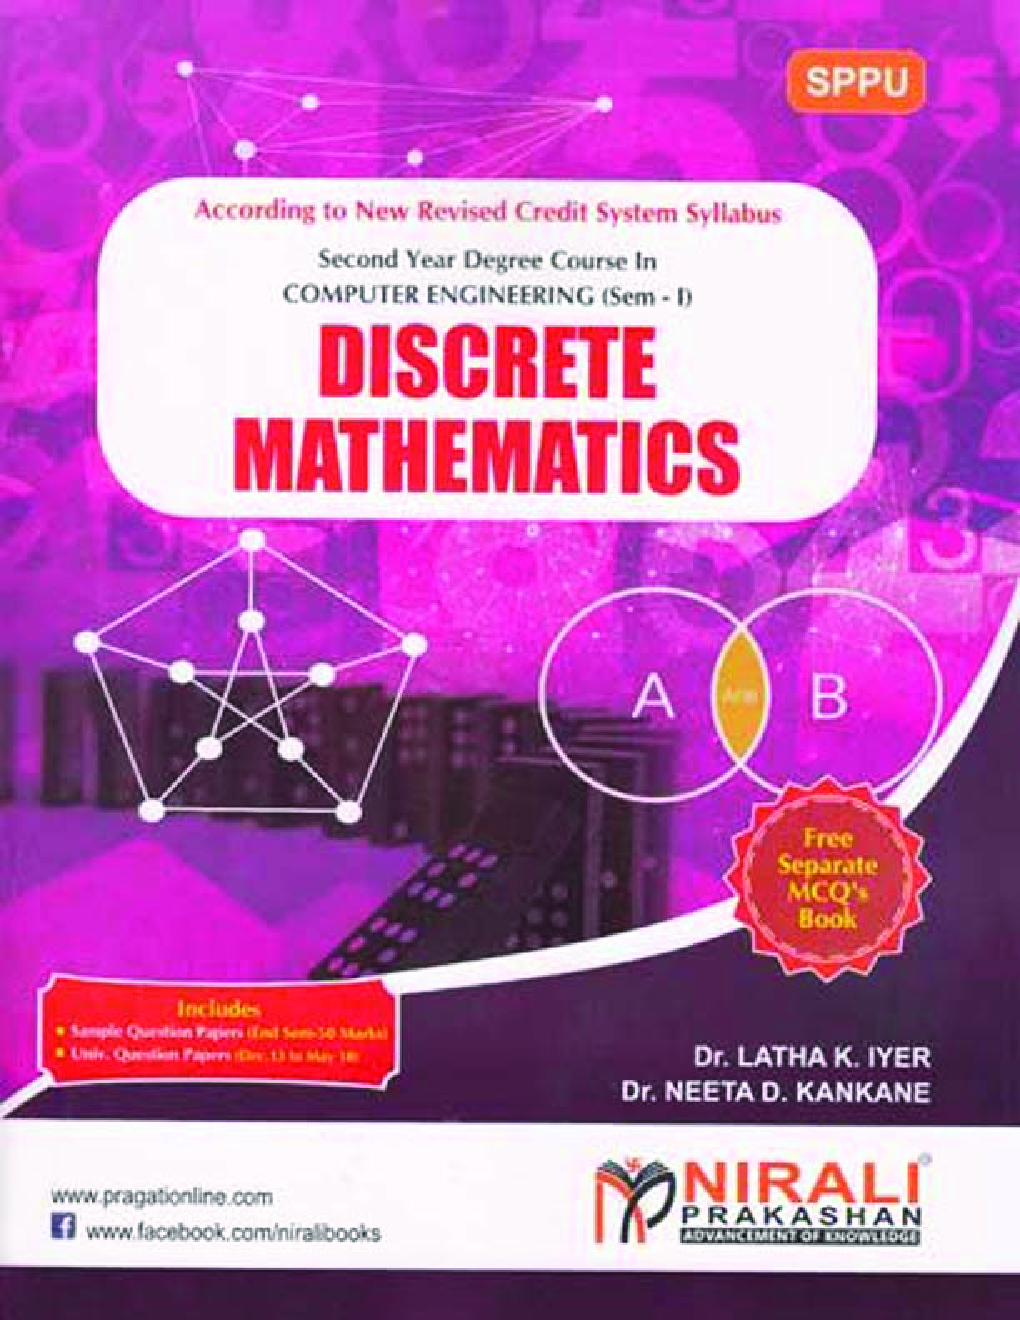 SPPU
According to New Revised Credit System Syllabus
Second Year Degree Course In
COMPUTER ENGINEERING (Sem - I)
DISCRETE
MATHEMATICS
A
B
Free
Separate
MCQ's
Book
Includes
Sample Question Papers (End Sem-50 Marks)
Univ. Question Papers (Dec. 13 to May 18)
Dr. LATHA K. IYER
Dr. NEETA D. KANKANE
www.pragationline.com
www.facebook.com/niralibooks
NIRALI
PRAKASHAN
ADVANCEMENT OF KNOWLEDGE